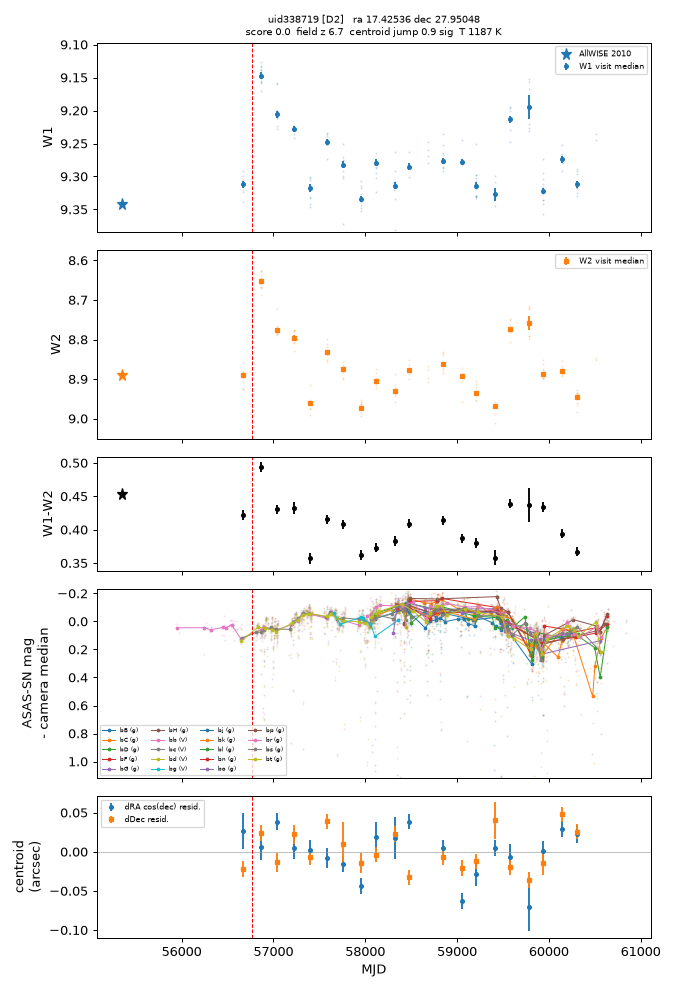 uid338719 [D2]   ra 17.42536 dec 27.95048
score 0.0  field z 6.7  centroid jump 0.9 sig  T 1187 K
9.10
9.15
9.20
9.25
9.30
9.35
W1
AllWISE 2010
W1 visit median
8.6
8.7
8.8
8.9
9.0
W2
W2 visit median
0.50
0.45
0.40
0.35
W1-W2
−0.2
0.0
0.2
0.4
0.6
0.8
1.0
ASAS-SN mag
- camera median
bB (g)
bC (g)
bD (g)
bF (g)
bG (g)
bH (g)
bb (V)
bc (V)
bd (V)
bg (V)
bj (g)
bk (g)
bl (g)
bn (g)
bo (g)
bp (g)
br (g)
bs (g)
bt (g)
0.05
0.00
−0.05
−0.10
centroid
(arcsec)
dRA cos(dec) resid.
dDec resid.
56000
57000
58000
59000
60000
61000
MJD